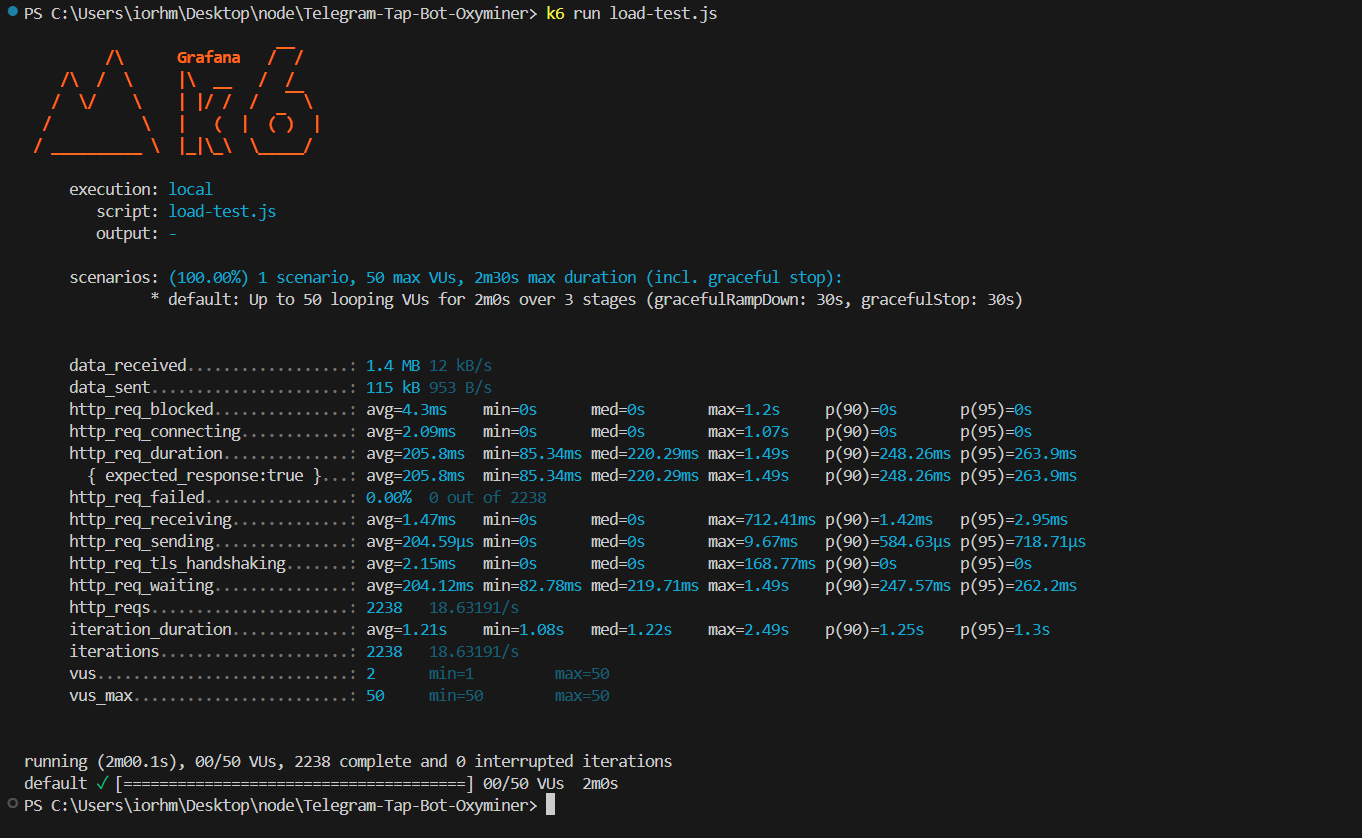 PS C:\Users\iorhm\Desktop\node\Telegram-Tap-Bot-Oxyminer> k6 run load-test.js
Grafana
k6
execution: local
script: load-test.js
output: -
scenarios: (100.00%) 1 scenario, 50 max VUs, 2m30s max duration (incl. graceful stop):
* default: Up to 50 looping VUs for 2m0s over 3 stages (gracefulRampDown: 30s, gracefulStop: 30s)
data_received..................: 1.4 MB 12 kB/s
data_sent......................: 115 kB 953 B/s
http_req_blocked...............: avg=4.3ms min=0s med=0s max=1.2s p(90)=0s p(95)=0s
http_req_connecting............: avg=2.09ms min=0s med=0s max=1.07s p(90)=0s p(95)=0s
http_req_duration..............: avg=205.8ms min=85.34ms med=220.29ms max=1.49s p(90)=248.26ms p(95)=263.9ms
{ expected_response:true }...: avg=205.8ms min=85.34ms med=220.29ms max=1.49s p(90)=248.26ms p(95)=263.9ms
http_req_failed................: 0.00% 0 out of 2238
http_req_receiving.............: avg=1.47ms min=0s med=0s max=712.41ms p(90)=1.42ms p(95)=2.95ms
http_req_sending...............: avg=204.59µs min=0s med=0s max=9.67ms p(90)=584.63µs p(95)=718.71µs
http_req_tls_handshaking.......: avg=2.15ms min=0s med=0s max=168.77ms p(90)=0s p(95)=0s
http_req_waiting...............: avg=204.12ms min=82.78ms med=219.71ms max=1.49s p(90)=247.57ms p(95)=262.2ms
http_reqs......................: 2238 18.63191/s
iteration_duration.............: avg=1.21s min=1.08s med=1.22s max=2.49s p(90)=1.25s p(95)=1.3s
iterations.....................: 2238 18.63191/s
vus............................: 2 min=1 max=50
vus_max........................: 50 min=50 max=50
running (2m00.1s), 00/50 VUs, 2238 complete and 0 interrupted iterations
default ✓ [======================================] 00/50 VUs 2m0s
PS C:\Users\iorhm\Desktop\node\Telegram-Tap-Bot-Oxyminer>